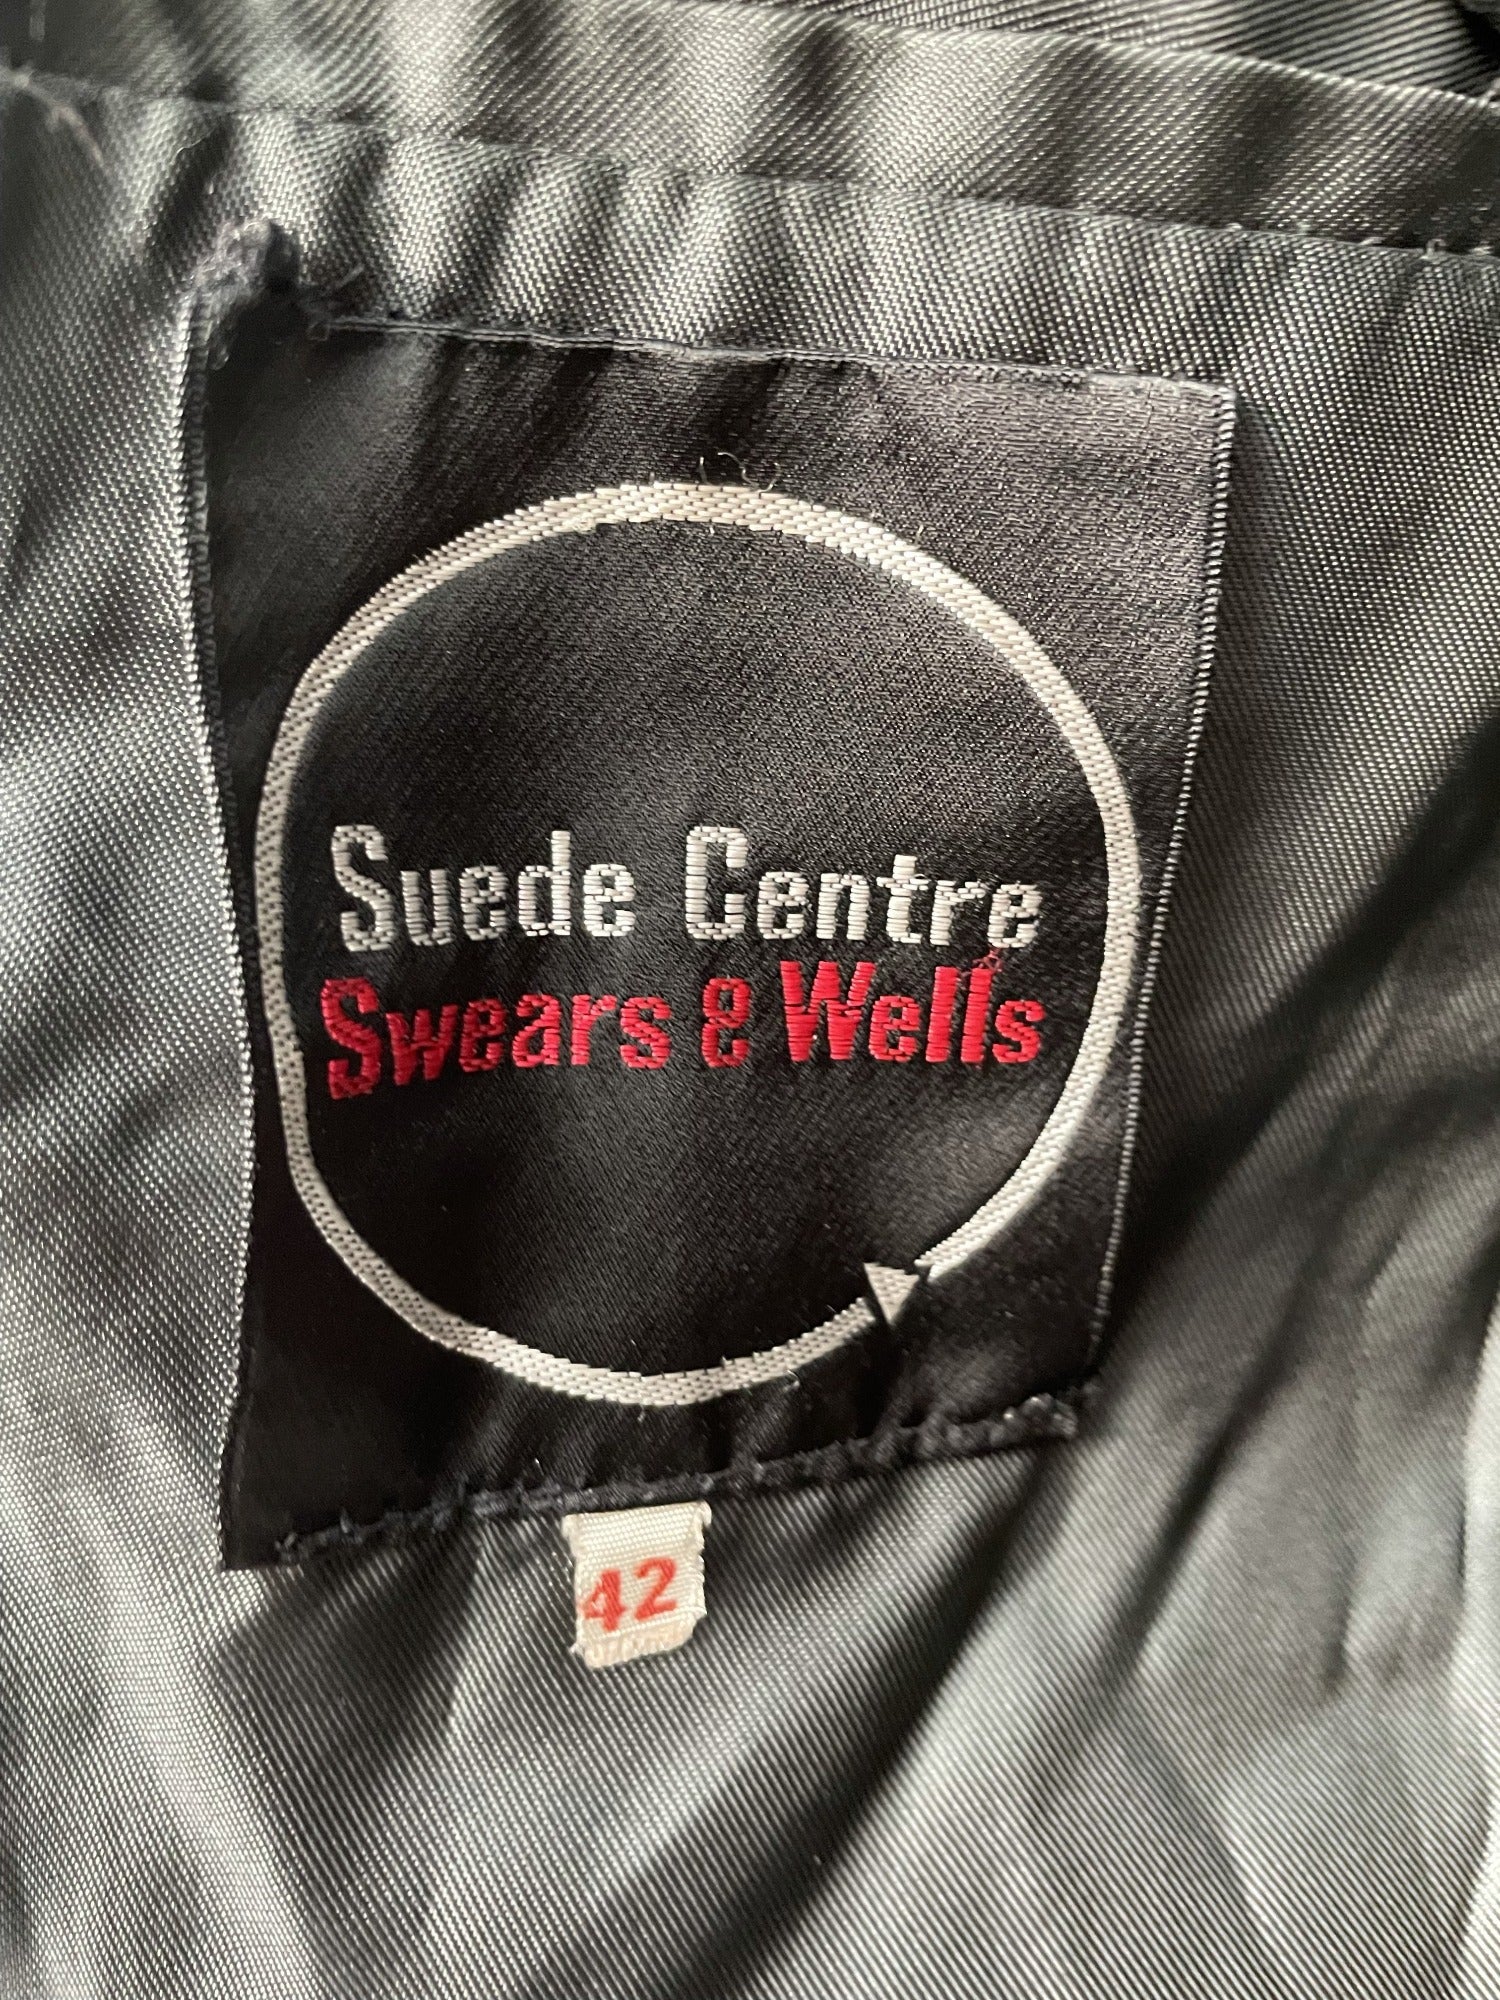 Suede Centre
Swears & Wells
42